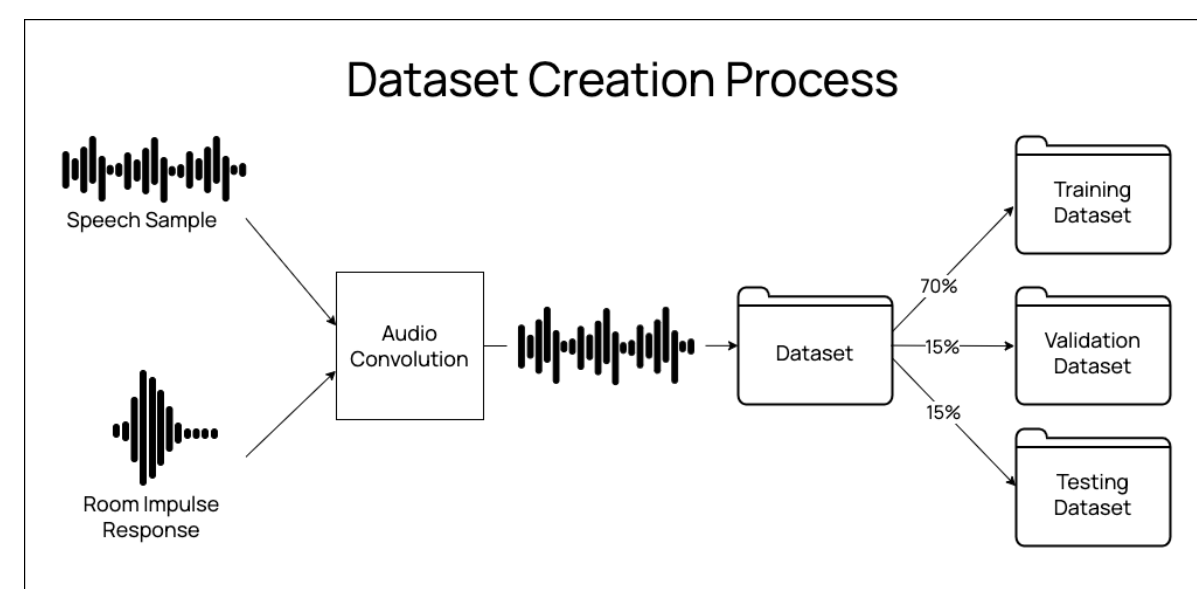 Dataset Creation Process
Speech Sample
Room Impulse
Response
Audio
Convolution
Dataset
70%
15%
15%
Training
Dataset
Validation
Dataset
Testing
Dataset